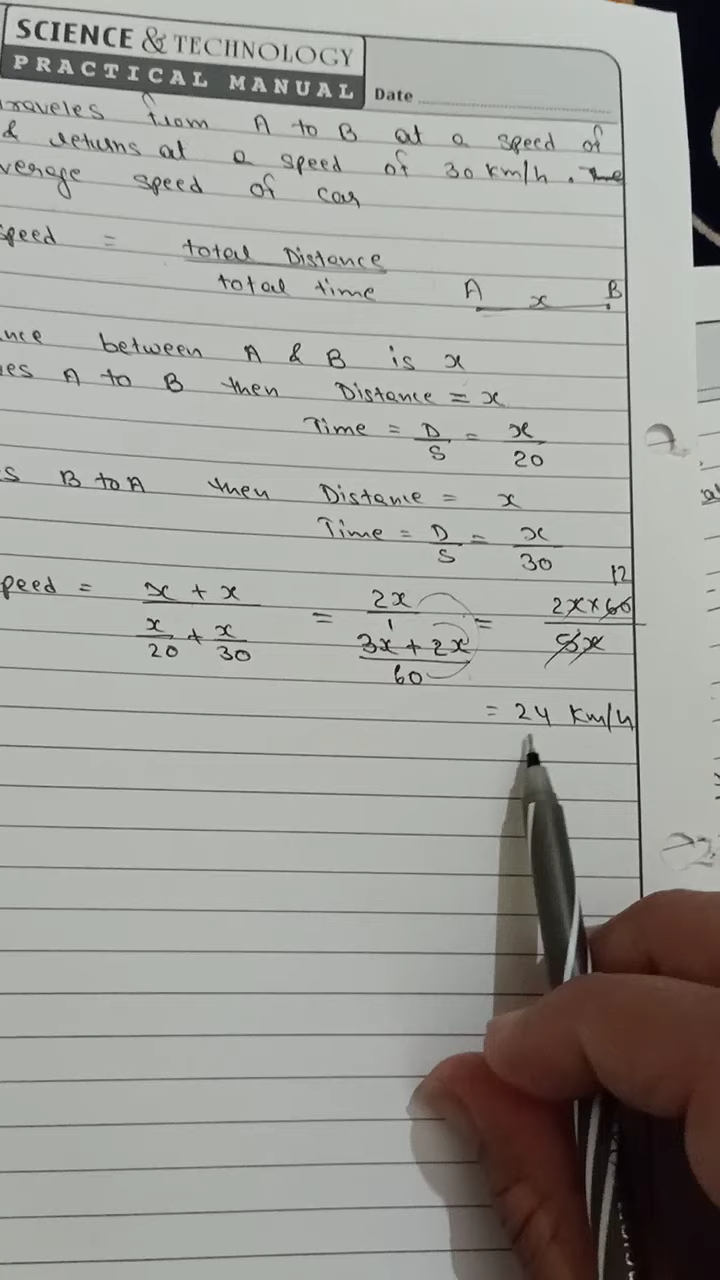 SCIENCE & TECHNOLOGY
PRACTICAL MANUAL
Date
raveles from A to B at a speed of
& returns at a speed of 30 km/h. The
verage speed of car
speed = total Distance / total time
A x B
nce between A & B is x
es A to B then Distance = x
Time = D/S = x/20
s B to A then Distance = x
Time = D/S = x/30
peed = (x + x) / (x/20 + x/30) = (2x/1) / ((3x + 2x)/60) = (2x × 60) / 5x
12
= 24 Km/h